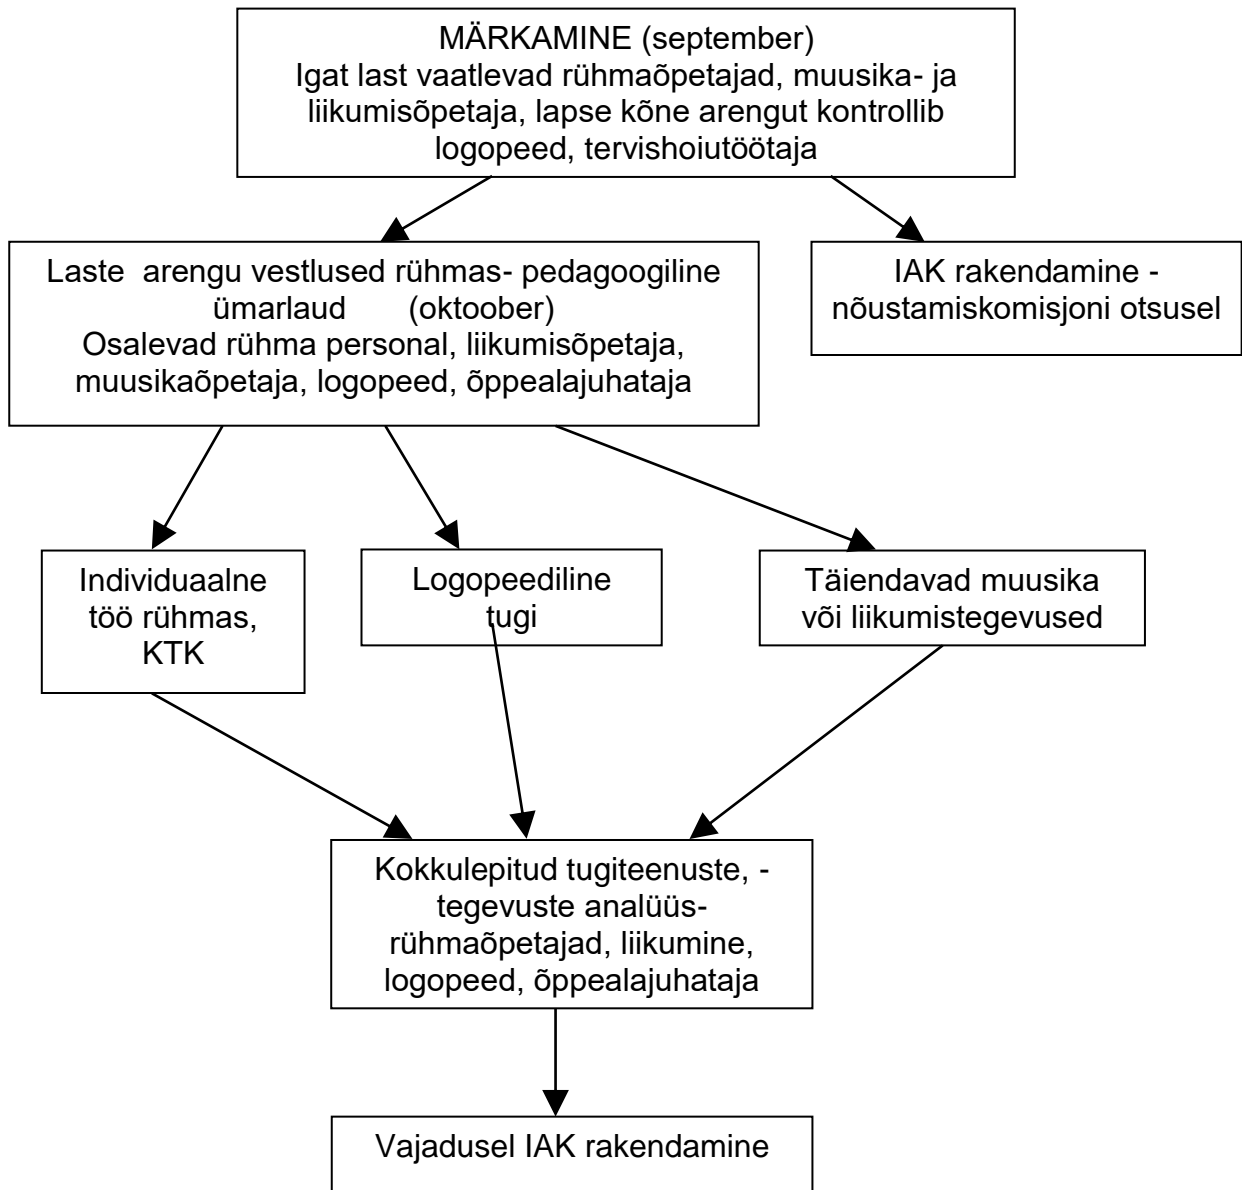 MÄRKAMINE (september)
Igat last vaatlevad rühmaõpetajad, muusika- ja
liikumisõpetaja, lapse kõne arengut kontrollib
logopeed, tervishoiutöötaja
Laste arengu vestlused rühmas- pedagoogiline
ümarlaud (oktoober)
Osalevad rühma personal, liikumisõpetaja,
muusikaõpetaja, logopeed, õppealajuhataja
IAK rakendamine -
nõustamiskomisjoni otsusel
Individuaalne
töö rühmas,
KTK
Logopeediline
tugi
Täiendavad muusika
või liikumistegevused
Kokkulepitud tugiteenuste, -
tegevuste analüüs-
rühmaõpetajad, liikumine,
logopeed, õppealajuhataja
Vajadusel IAK rakendamine